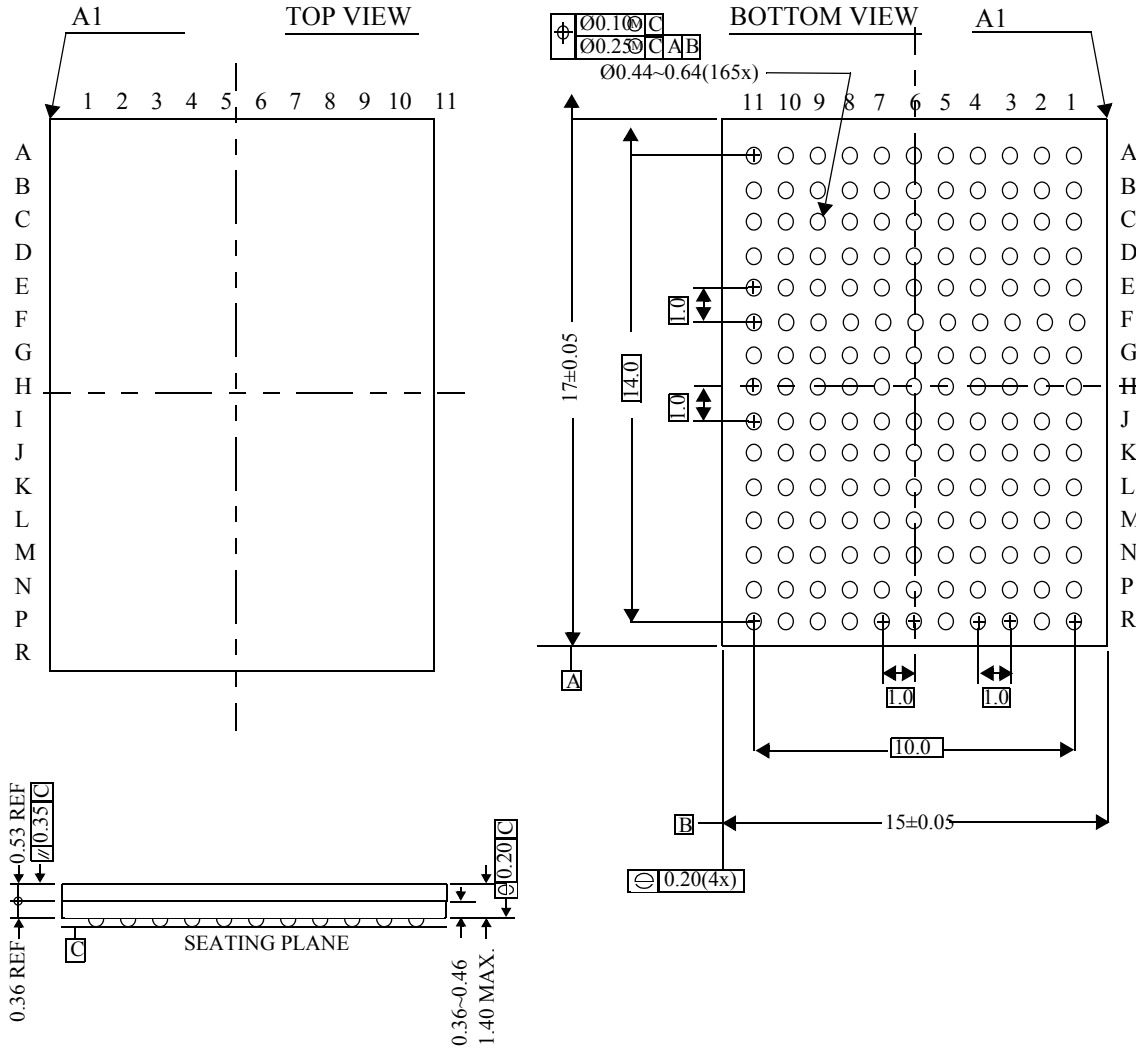 A1
TOP VIEW
1 2 3 4 5 6 7 8 9 10 11
A
B
C
D
E
F
G
H
I
J
K
L
M
N
P
R
BOTTOM VIEW
A1
Ø0.10Ⓜ C
Ø0.25Ⓜ C A B
Ø0.44~0.64(165x)
11 10 9 8 7 6 5 4 3 2 1
A
B
C
D
E
F
G
H
J
K
L
M
N
P
R
17±0.05
14.0
1.0
1.0
A
1.0
1.0
10.0
B
15±0.05
0.20(4x)
0.53 REF
// 0.35 C
0.36 REF
C
SEATING PLANE
0.20 C
0.36~0.46
1.40 MAX.